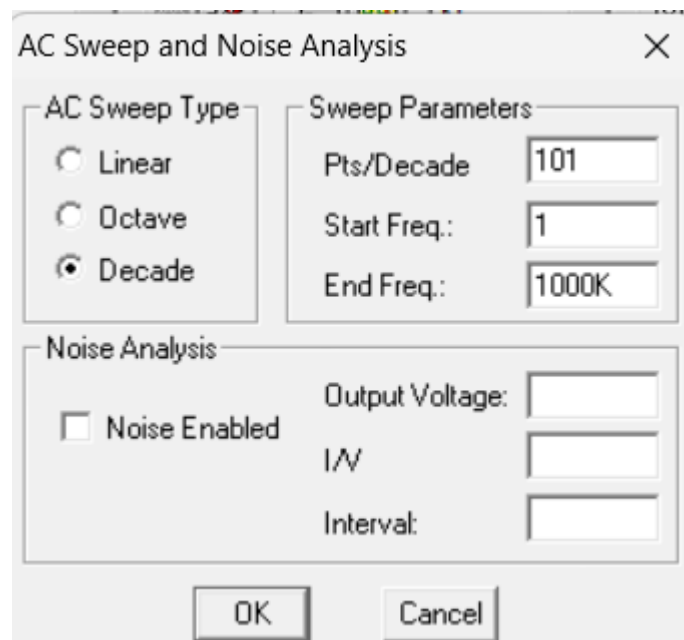 AC Sweep and Noise Analysis
AC Sweep Type
Linear
Octave
Decade
Sweep Parameters
Pts/Decade 101
Start Freq.: 1
End Freq.: 1000K
Noise Analysis
Noise Enabled
Output Voltage:
I/V
Interval:
OK Cancel